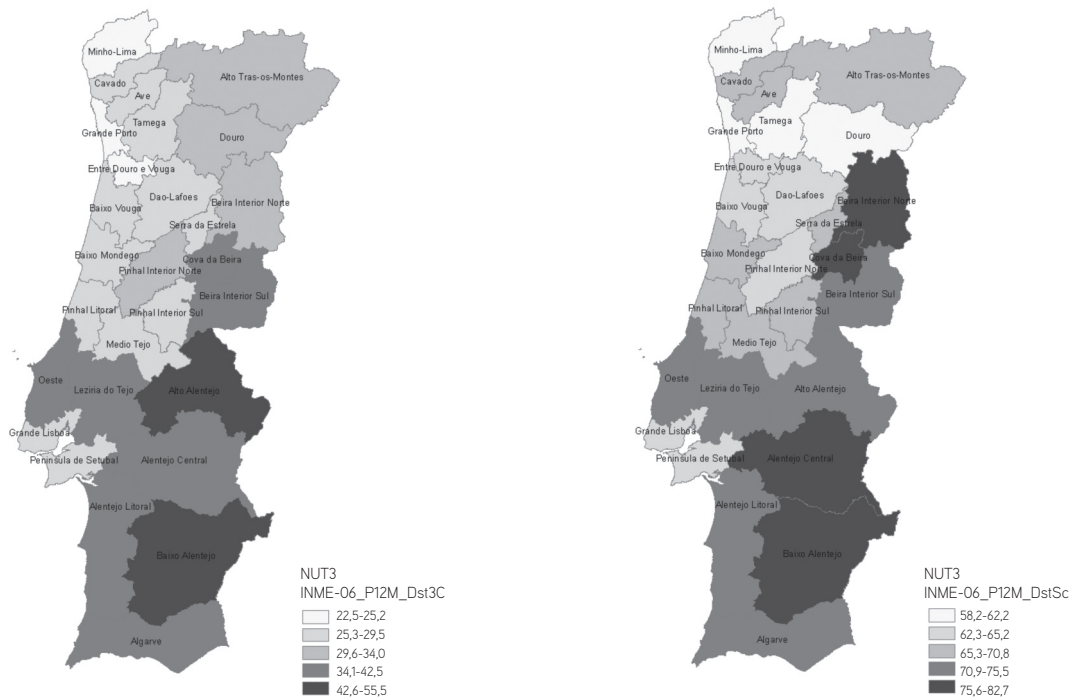 Minho-Lima
Cavado
Alto Tras-os-Montes
Ave
Tamega
Grande Porto
Douro
Entre Douro e Vouga
Dao-Lafoes
Baixo Vouga
Beira Interior Norte
Serra da Estrela
Baixo Mondego
Cova da Beira
Pinhal Interior Norte
Beira Interior Sul
Pinhal Litoral
Pinhal Interior Sul
Medio Tejo
Oeste
Leziria do Tejo
Alto Alentejo
Grande Lisboa
Peninsula de Setubal
Alentejo Central
Alentejo Litoral
Baixo Alentejo
Algarve
NUT3
INME-06_P12M_Dst3C
22,5-25,2
25,3-29,5
29,6-34,0
34,1-42,5
42,6-55,5
Minho-Lima
Cavado
Alto Tras-os-Montes
Ave
Tamega
Grande Porto
Douro
Entre Douro e Vouga
Dao-Lafoes
Baixo Vouga
Beira Interior Norte
Serra da Estrela
Baixo Mondego
Cova da Beira
Pinhal Interior Norte
Beira Interior Sul
Pinhal Litoral
Pinhal Interior Sul
Medio Tejo
Oeste
Leziria do Tejo
Alto Alentejo
Grande Lisboa
Peninsula de Setubal
Alentejo Central
Alentejo Litoral
Baixo Alentejo
Algarve
NUT3
INME-06_P12M_DstSc
58,2-62,2
62,3-65,2
65,3-70,8
70,9-75,5
75,6-82,7